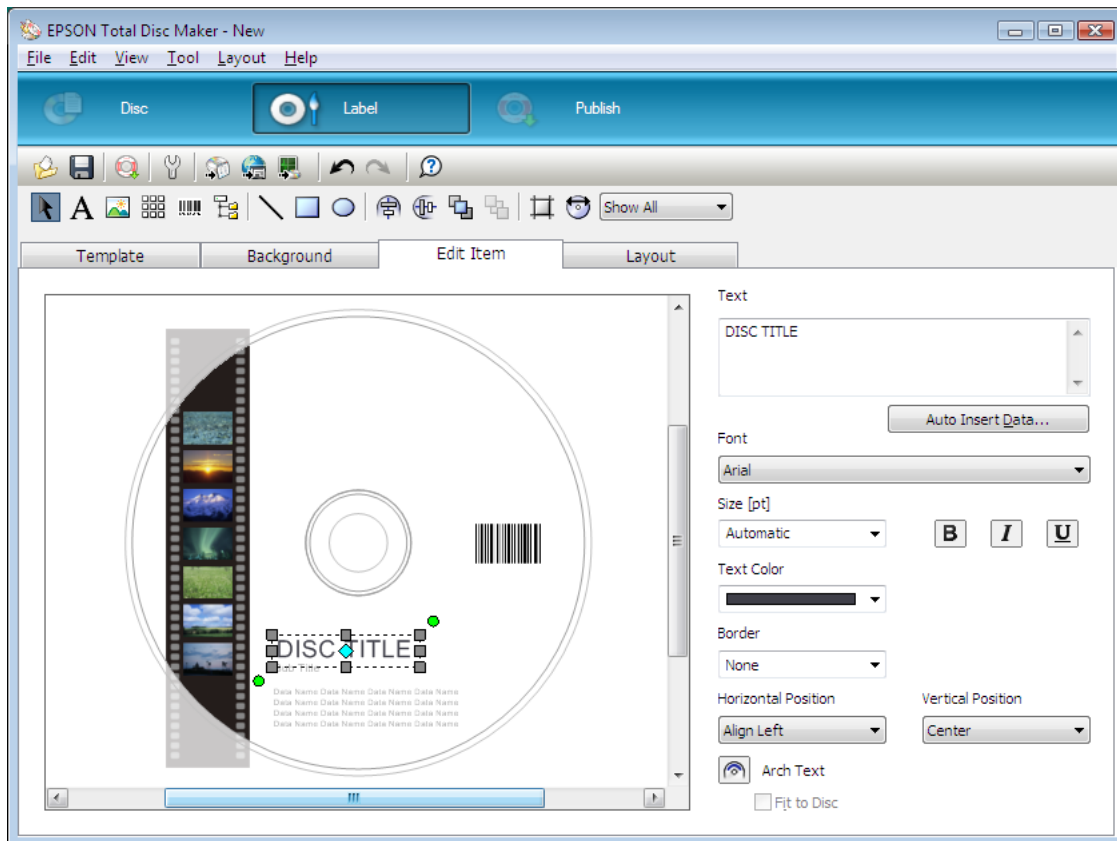 EPSON Total Disc Maker - New
File Edit View Tool Layout Help
Disc Label Publish
Show All
Template Background Edit Item Layout
Text
DISC TITLE
Auto Insert Data...
Font
Arial
Size [pt]
Automatic B I U
Text Color
Border
None
Horizontal Position Vertical Position
Align Left Center
Arch Text
Fit to Disc
DISC TITLE
Sub Title
Data Name Data Name Data Name Data Name
Data Name Data Name Data Name Data Name
Data Name Data Name Data Name Data Name
Data Name Data Name Data Name Data Name